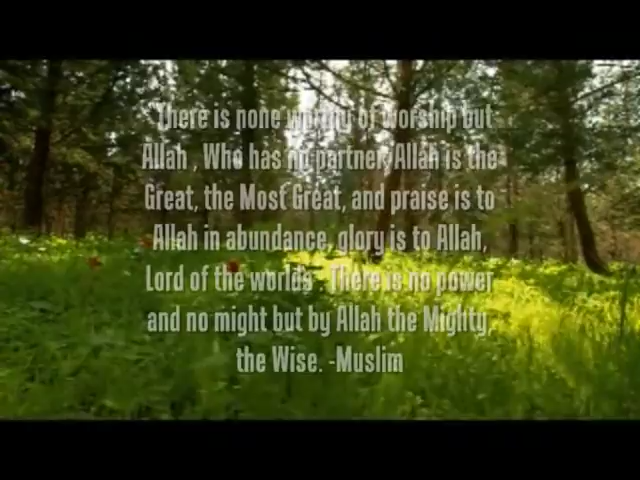 "There is none worthy of worship but
Allah , Who has no partner, Allah is the
Great, the Most Great, and praise is to
Allah in abundance, glory is to Allah,
Lord of the worlds . There is no power
and no might but by Allah the Mighty,
the Wise. -Muslim